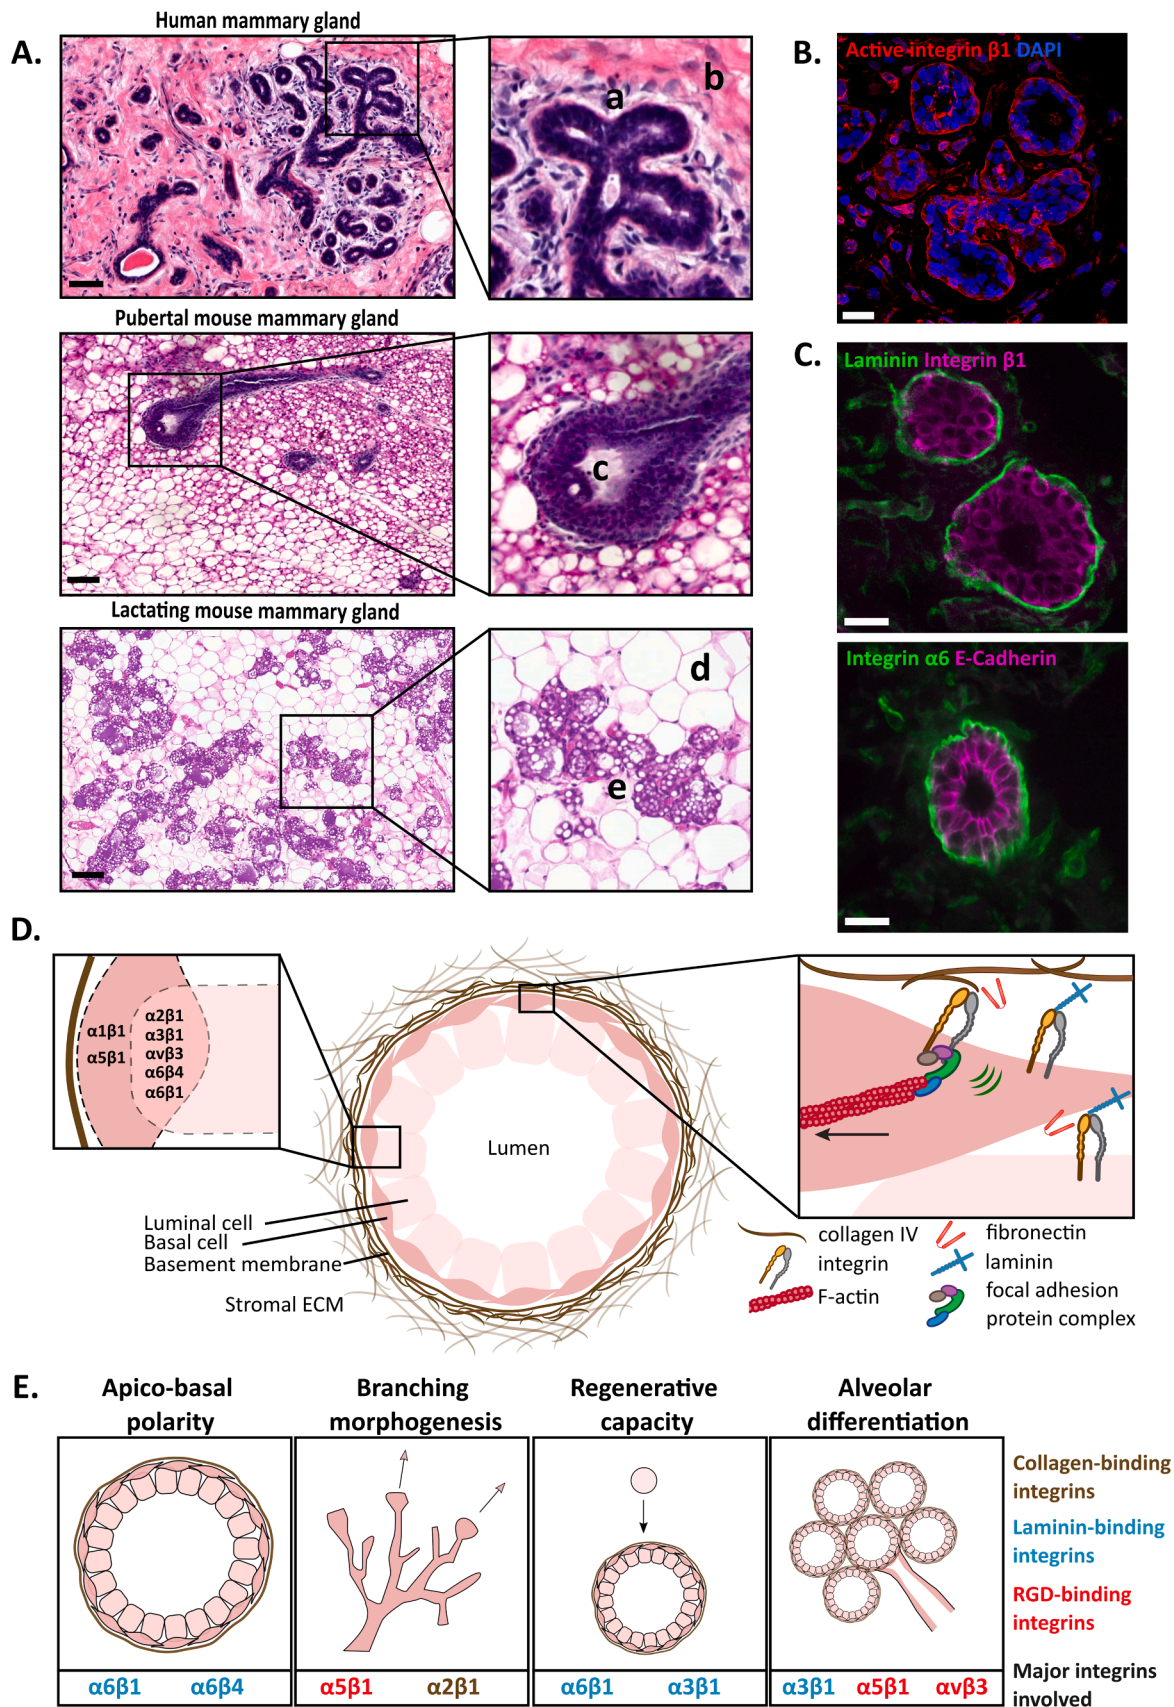 Human mammary gland
A.
a
b
Pubertal mouse mammary gland
c
Lactating mouse mammary gland
d
e
B.
Active integrin β1 DAPI
C.
Laminin Integrin β1
Integrin α6 E-Cadherin
D.
α1β1
α5β1
α2β1
α3β1
αvβ3
α6β4
α6β1
Lumen
Luminal cell
Basal cell
Basement membrane
Stromal ECM
collagen IV
integrin
F-actin
fibronectin
laminin
focal adhesion
protein complex
E.
Apico-basal
polarity
α6β1 α6β4
Branching
morphogenesis
α5β1 α2β1
Regenerative
capacity
α6β1 α3β1
Alveolar
differentiation
α3β1 α5β1 αvβ3
Collagen-binding
integrins
Laminin-binding
integrins
RGD-binding
integrins
Major integrins
involved